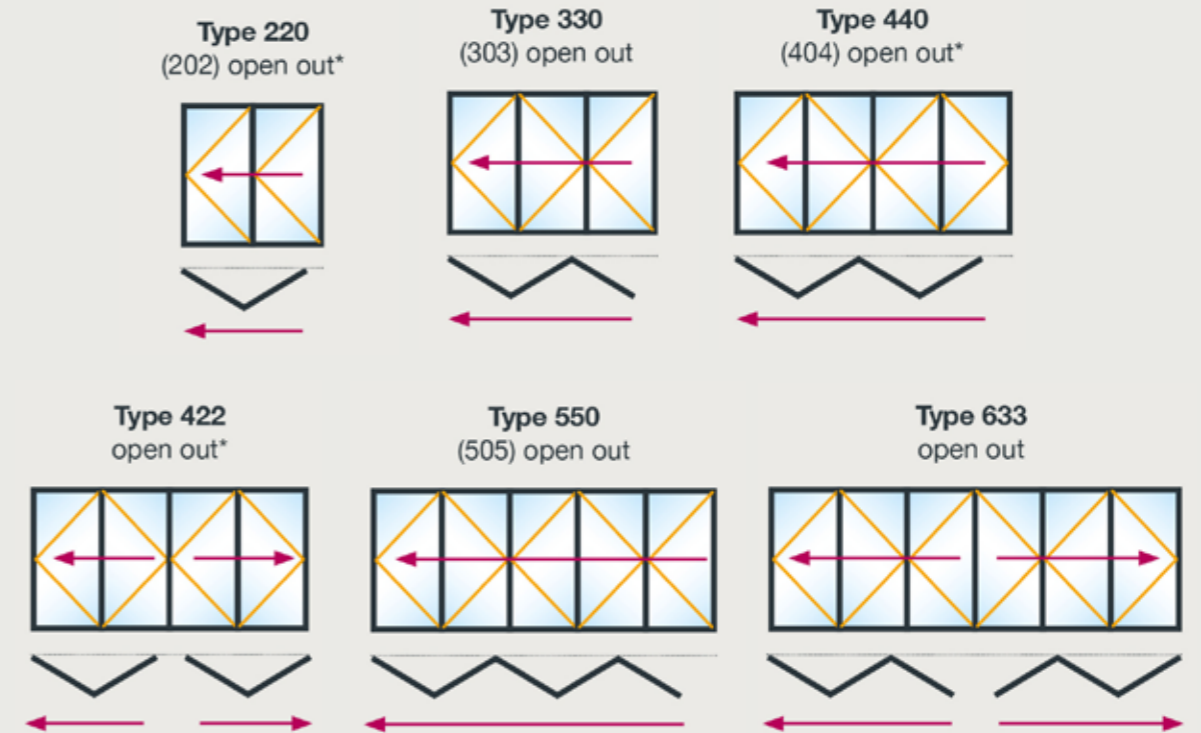 Type 220
(202) open out*
Type 330
(303) open out
Type 440
(404) open out*
Type 422
open out*
Type 550
(505) open out
Type 633
open out